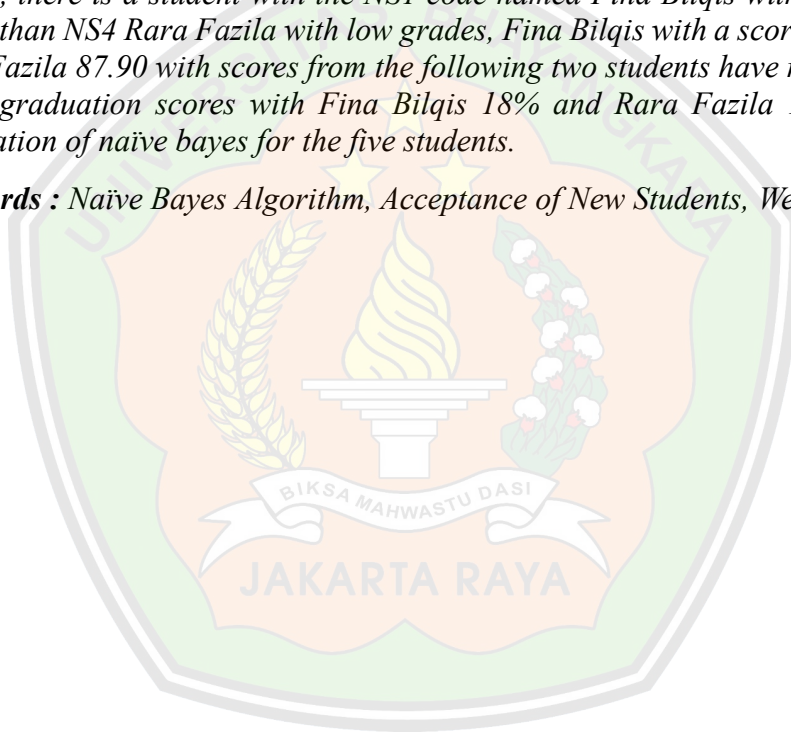 , there is a student with the NS1 code named Fina Bilqis with
than NS4 Rara Fazila with low grades, Fina Bilqis with a scor
Fazila 87.90 with scores from the following two students have
graduation scores with Fina Bilqis 18% and Rara Fazila
ation of naïve bayes for the five students.
rds : Naïve Bayes Algorithm, Acceptance of New Students, We
UNIVERSITAS BHAYANGKARA
BIKSA MAHWASTU DASI
JAKARTA RAYA